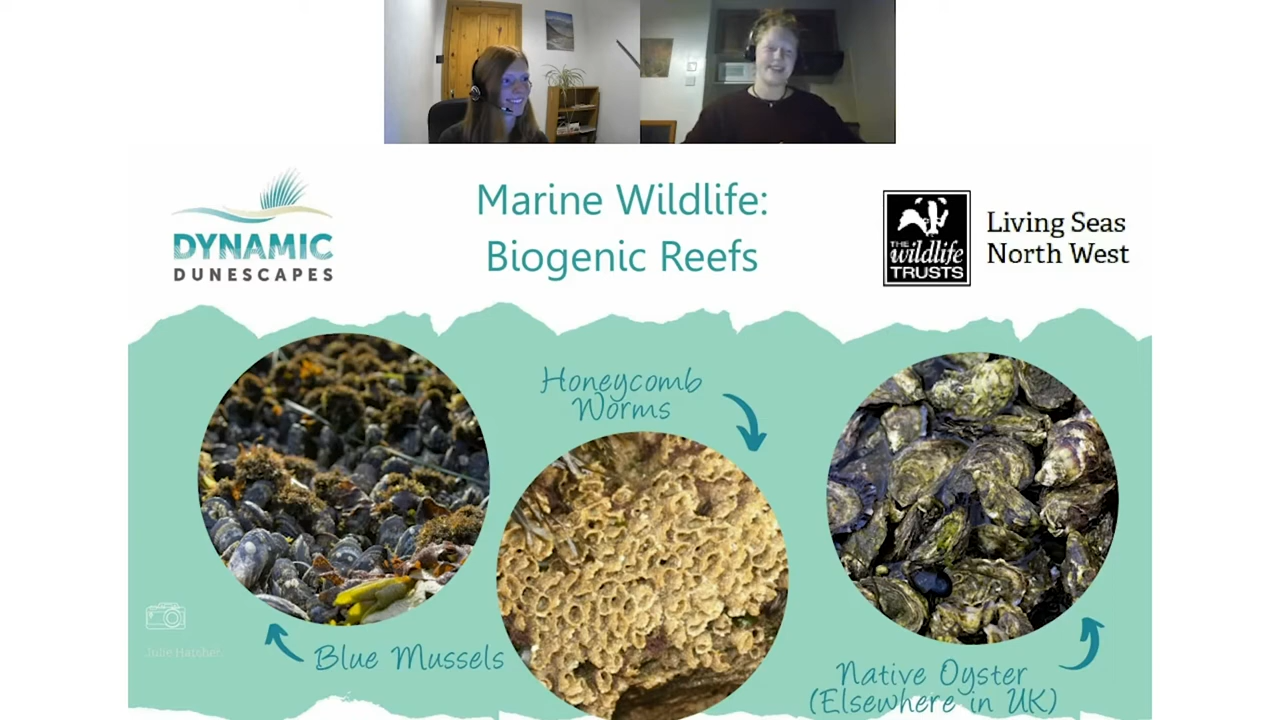 DYNAMIC
DUNESCAPES
Marine Wildlife:
Biogenic Reefs
THE
wildlife
TRUSTS
Living Seas
North West
Honeycomb
Worms
Blue Mussels
Native Oyster
(Elsewhere in UK)
Julie Hatcher